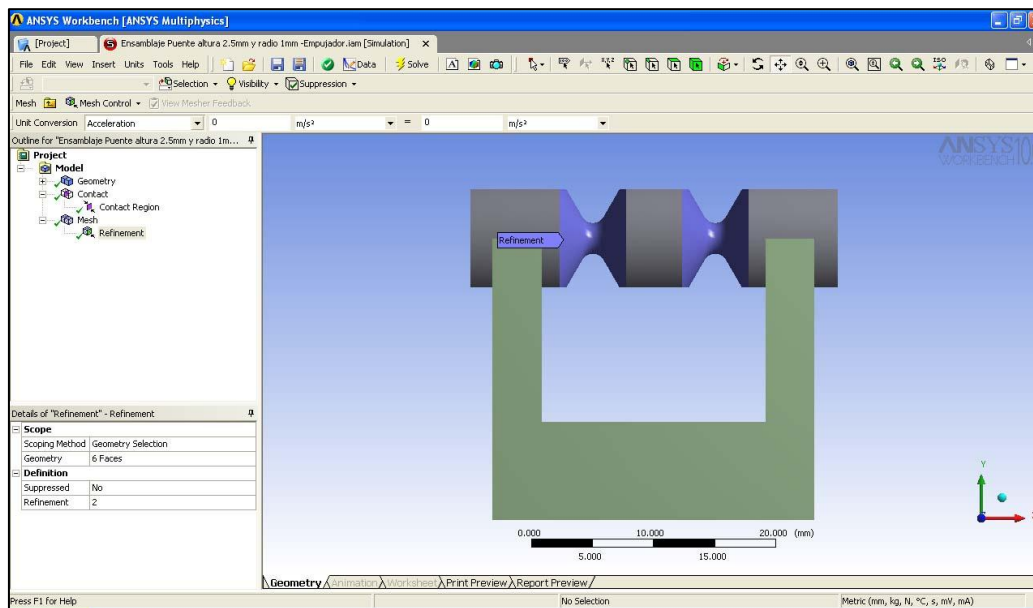 ANSYS Workbench [ANSYS Multiphysics]
[Project]
Ensamblaje Puente altura 2.5mm y radio 1mm -Empujador.iam [Simulation]
File Edit View Insert Units Tools Help
Data
Solve
Selection
Visibility
Suppression
Mesh
Mesh Control
View Mesher Feedback
Unit Conversion Acceleration 0 m/s² = 0 m/s²
Outline for "Ensamblaje Puente altura 2.5mm y radio 1m...
Project
Model
Geometry
Contact
Contact Region
Mesh
Refinement
ANSYS 10
WORKBENCH
Refinement
Details of "Refinement" - Refinement
Scope
Scoping Method Geometry Selection
Geometry 6 Faces
Definition
Suppressed No
Refinement 2
Y
0.000 10.000 20.000 (mm)
5.000 15.000
Geometry Animation Worksheet Print Preview Report Preview
Press F1 for Help
No Selection
Metric (mm, kg, N, °C, s, mV, mA)